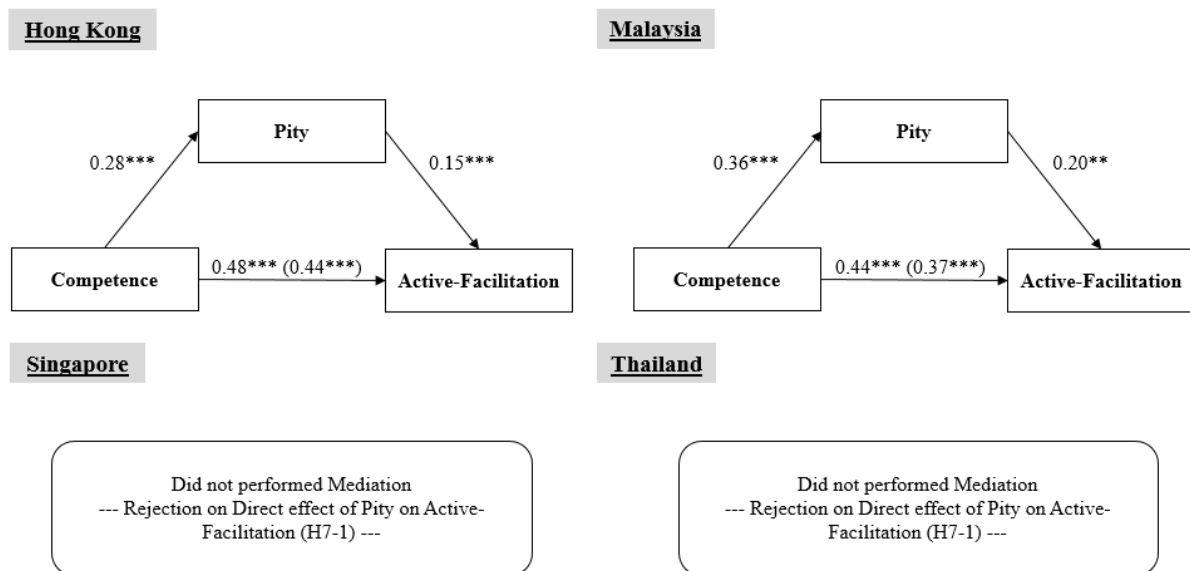 Hong Kong
Pity
0.28***
0.15***
Competence
0.48*** (0.44***)
Active-Facilitation
Malaysia
Pity
0.36***
0.20**
Competence
0.44*** (0.37***)
Active-Facilitation
Singapore
Did not performed Mediation
--- Rejection on Direct effect of Pity on Active-
Facilitation (H7-1) ---
Thailand
Did not performed Mediation
--- Rejection on Direct effect of Pity on Active-
Facilitation (H7-1) ---